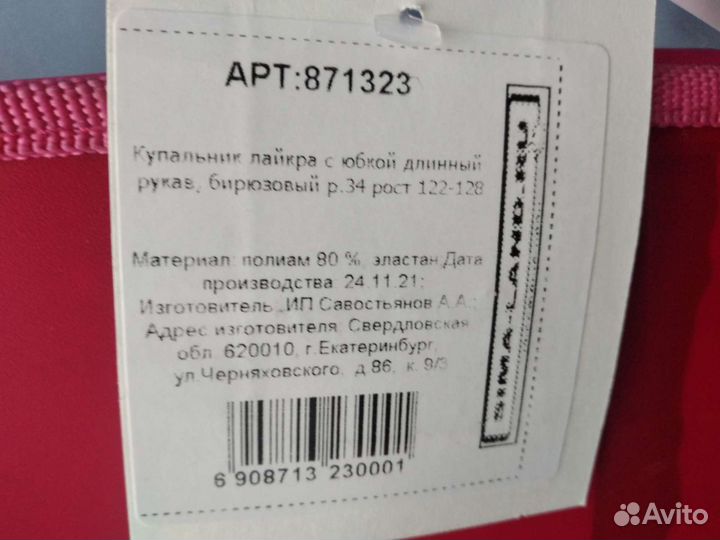 АРТ:871323
Купальник лайкра с юбкой длинный
рукав, бирюзовый р.34 рост 122-128
Материал: полиам 80 %, эластан;Дата
производства: 24.11.21;
Изготовитель: ИП Савостьянов А.А.;
Адрес изготовителя: Свердловская
обл. 620010, г.Екатеринбург,
ул.Черняховского, д.86, к. 9/3
6 908713 230001
Avito